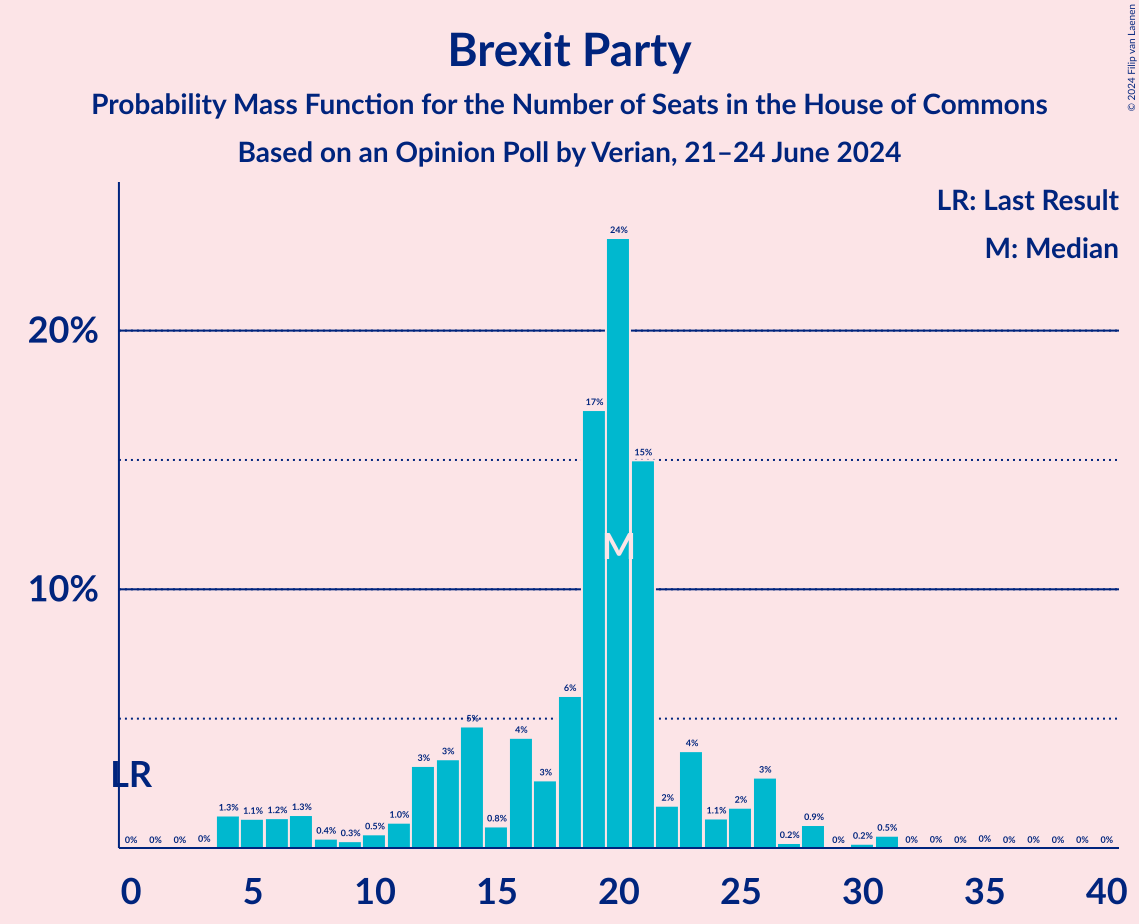 Brexit Party
Probability Mass Function for the Number of Seats in the House of Commons
Based on an Opinion Poll by Verian, 21–24 June 2024
© 2024 Filip van Laenen
LR: Last Result
M: Median
20%
10%
LR
M
0% 0% 0% 0% 1.3% 1.1% 1.2% 1.3% 0.4% 0.3% 0.5% 1.0% 3% 3% 5% 0.8% 4% 3% 6% 17% 24% 15% 2% 4% 1.1% 2% 3% 0.2% 0.9% 0% 0.2% 0.5% 0% 0% 0% 0% 0% 0% 0% 0% 0%
0 5 10 15 20 25 30 35 40